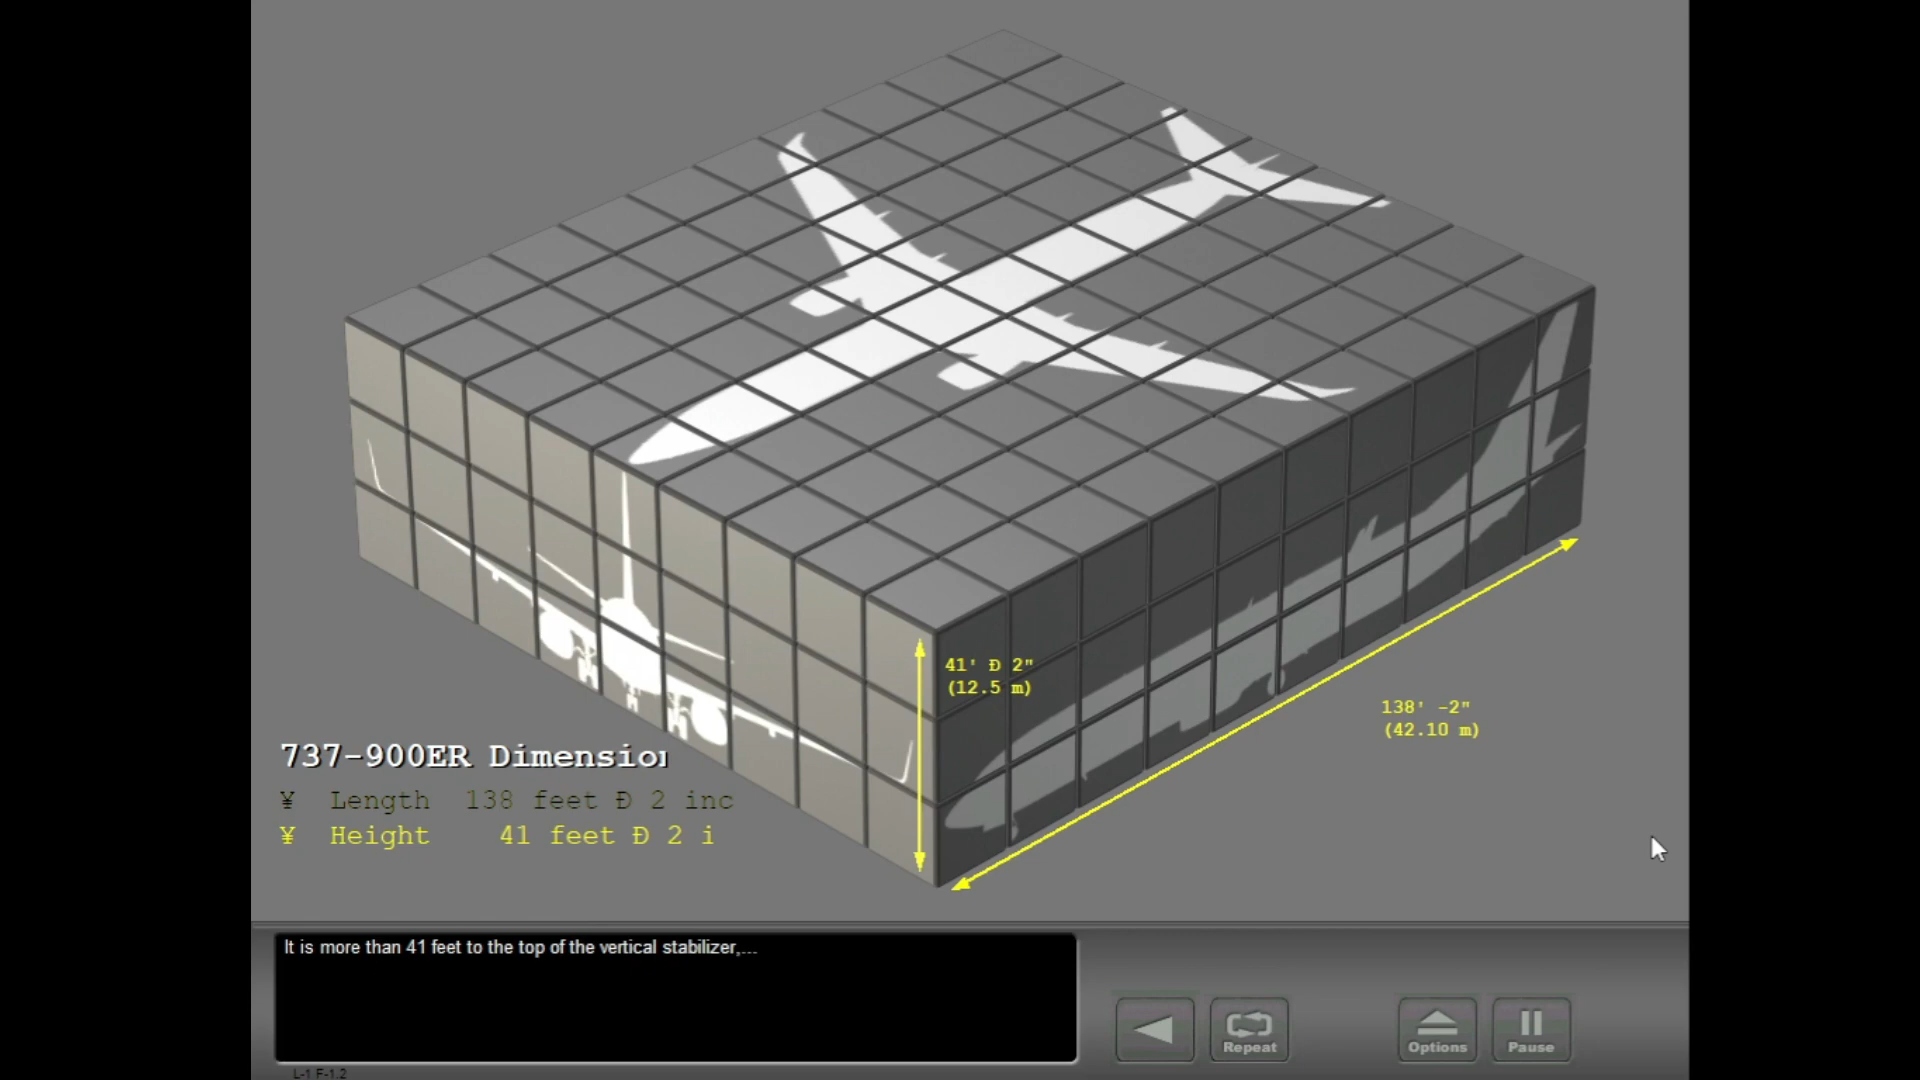 41' Đ 2"
(12.5 m)
138' -2"
(42.10 m)
737-900ER Dimension
¥ Length 138 feet Đ 2 inc
¥ Height 41 feet Đ 2 i
It is more than 41 feet to the top of the vertical stabilizer,...
Repeat
Options
Pause
L-1 F-1.2